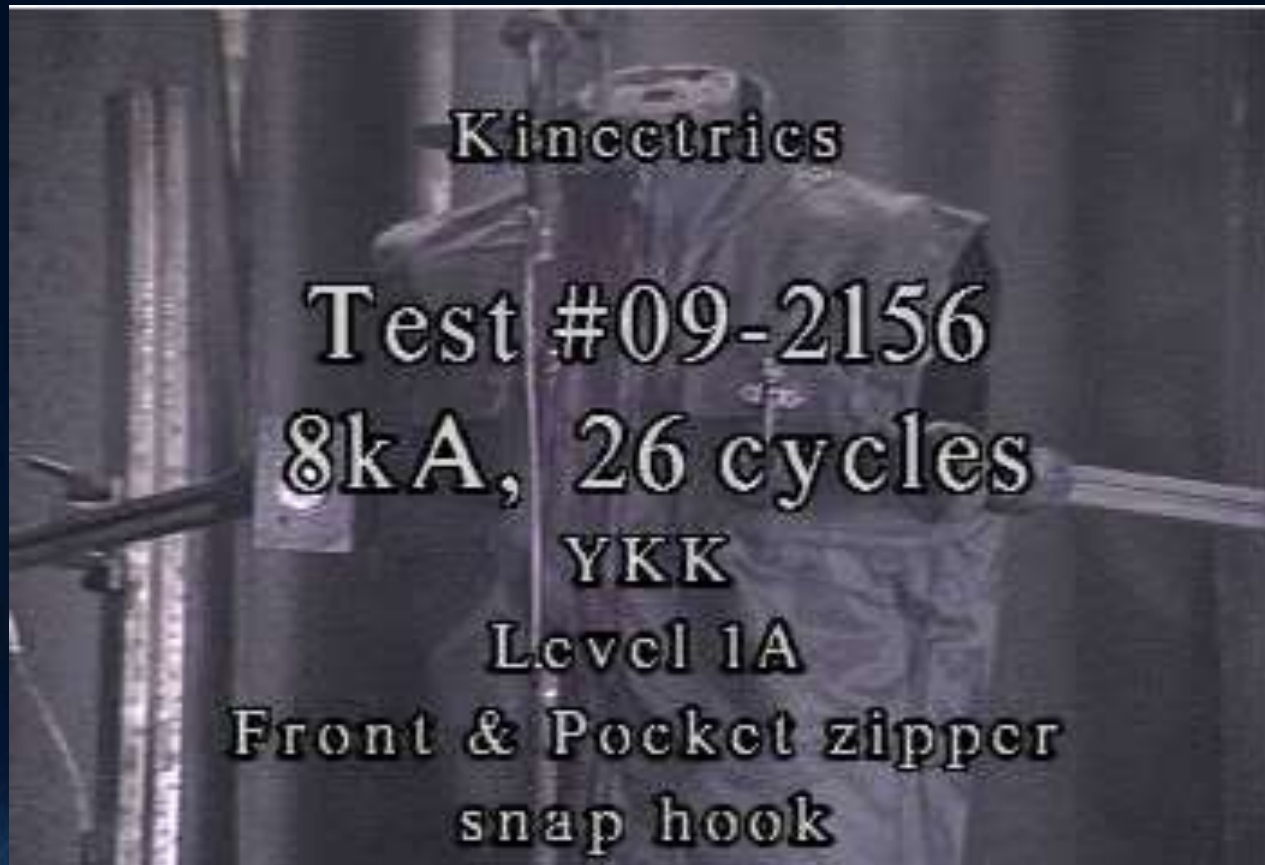 Kinectrics
Test #09-2156
8kA, 26 cycles
YKK
Level 1A
Front & Pocket zipper
snap hook